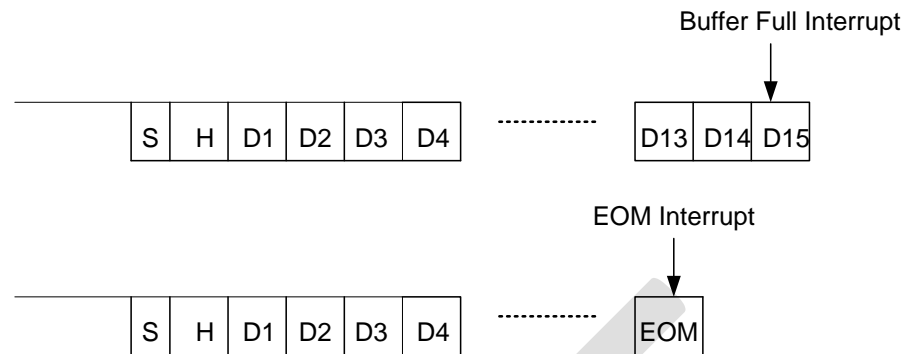 Buffer Full Interrupt
S H D1 D2 D3 D4 D13 D14 D15
EOM Interrupt
S H D1 D2 D3 D4 EOM